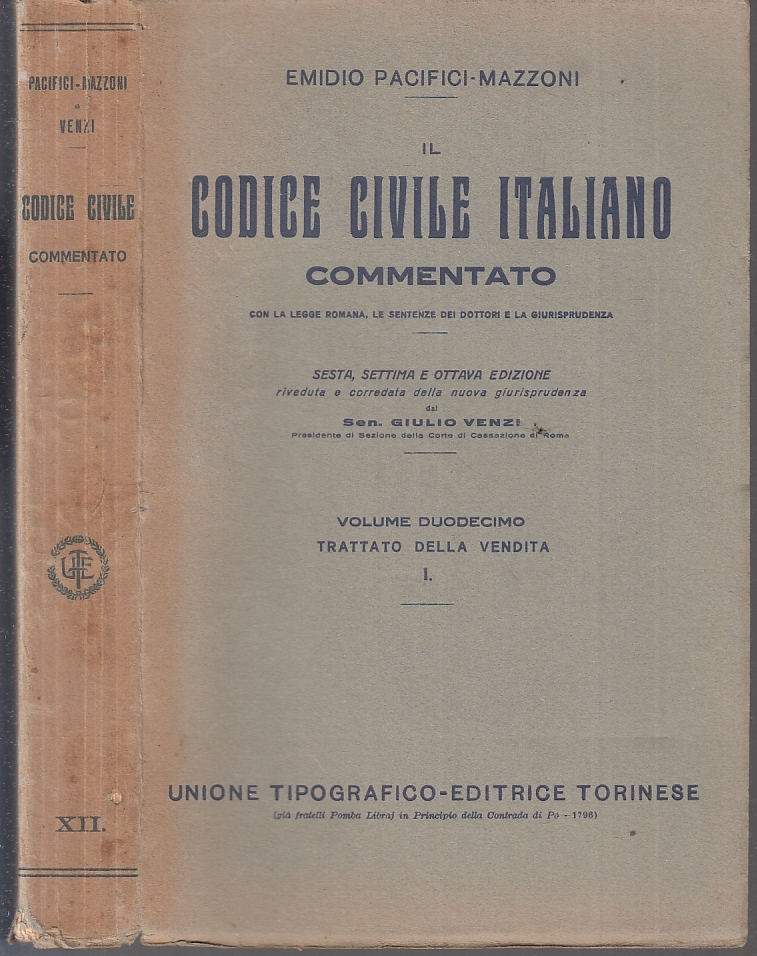 PACIFICI-MAZZONI
e
VENZI
CODICE CIVILE
COMMENTATO
UTET
XII.
EMIDIO PACIFICI-MAZZONI
IL
CODICE CIVILE ITALIANO
COMMENTATO
CON LA LEGGE ROMANA, LE SENTENZE DEI DOTTORI E LA GIURISPRUDENZA
SESTA, SETTIMA E OTTAVA EDIZIONE
riveduta e corredata della nuova giurisprudenza
dal
Sen. GIULIO VENZI
Presidente di Sezione della Corte di Cassazione di Roma
VOLUME DUODECIMO
TRATTATO DELLA VENDITA
I.
UNIONE TIPOGRAFICO-EDITRICE TORINESE
(già fratelli Pomba Libraj in Principio della Contrada di Po - 1796)